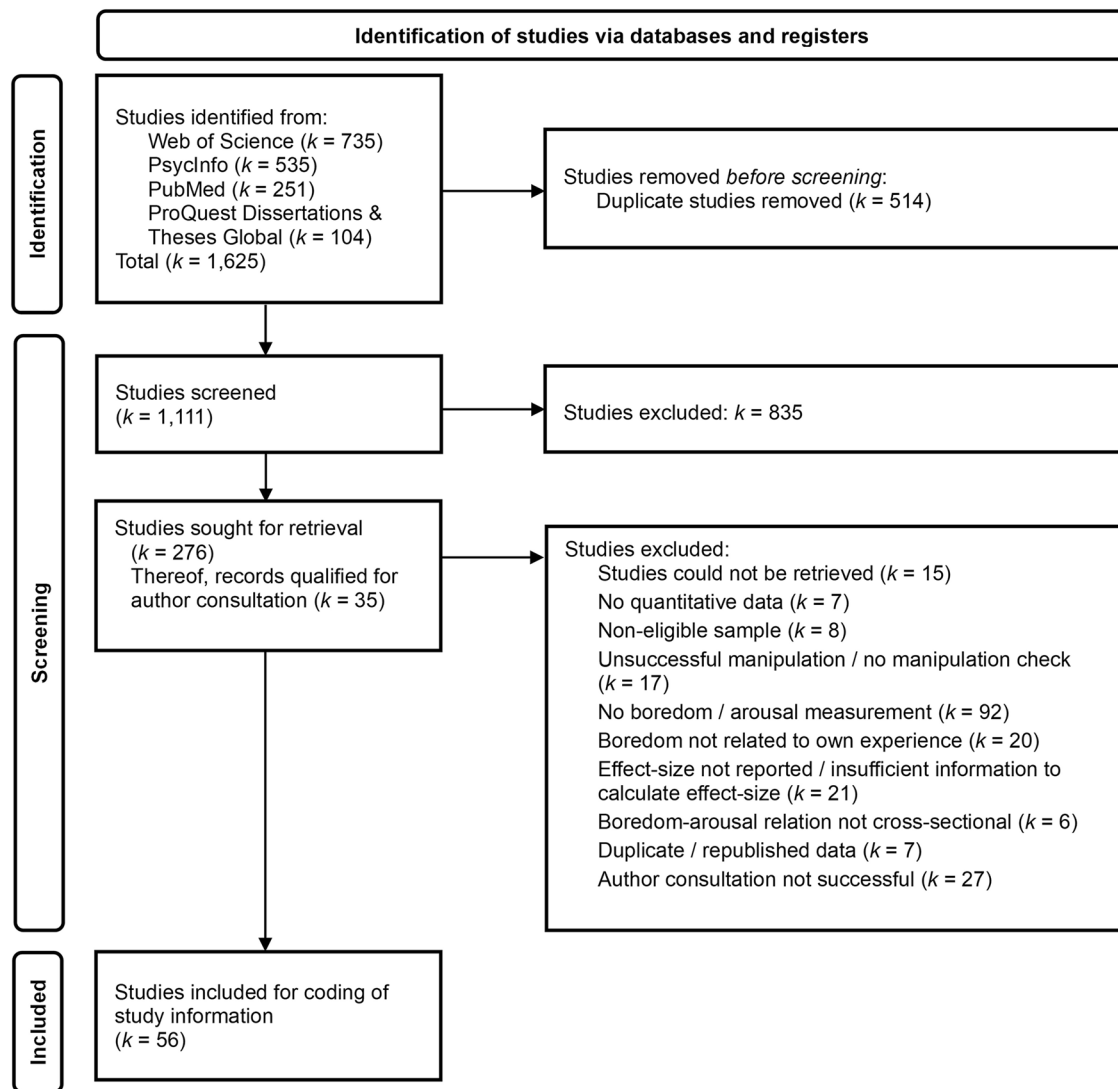 Identification of studies via databases and registers
Identification
Studies identified from:
Web of Science (k = 735)
PsycInfo (k = 535)
PubMed (k = 251)
ProQuest Dissertations &
Theses Global (k = 104)
Total (k = 1,625)
Studies removed before screening:
Duplicate studies removed (k = 514)
Screening
Studies screened
(k = 1,111)
Studies excluded: k = 835
Studies sought for retrieval
(k = 276)
Thereof, records qualified for
author consultation (k = 35)
Studies excluded:
Studies could not be retrieved (k = 15)
No quantitative data (k = 7)
Non-eligible sample (k = 8)
Unsuccessful manipulation / no manipulation check
(k = 17)
No boredom / arousal measurement (k = 92)
Boredom not related to own experience (k = 20)
Effect-size not reported / insufficient information to
calculate effect-size (k = 21)
Boredom-arousal relation not cross-sectional (k = 6)
Duplicate / republished data (k = 7)
Author consultation not successful (k = 27)
Included
Studies included for coding of
study information
(k = 56)